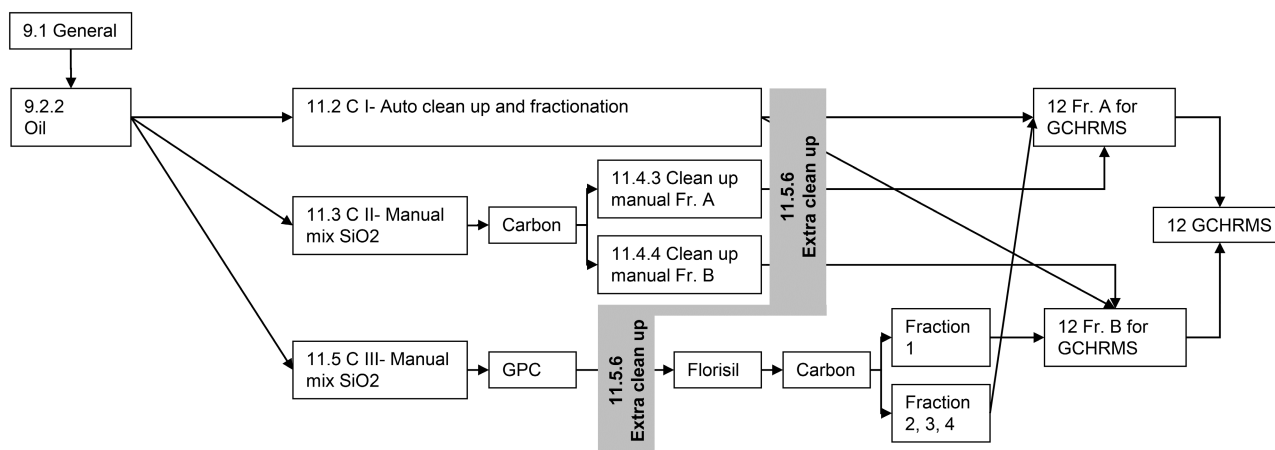 9.1 General
9.2.2
Oil
11.2 C I- Auto clean up and fractionation
12 Fr. A for
GCHRMS
11.4.3 Clean up
manual Fr. A
11.5.6
Extra clean up
11.3 C II- Manual
mix SiO2
Carbon
12 GCHRMS
11.4.4 Clean up
manual Fr. B
11.5 C III- Manual
mix SiO2
GPC
11.5.6
Extra clean up
Florisil
Carbon
Fraction
1
12 Fr. B for
GCHRMS
Fraction
2, 3, 4